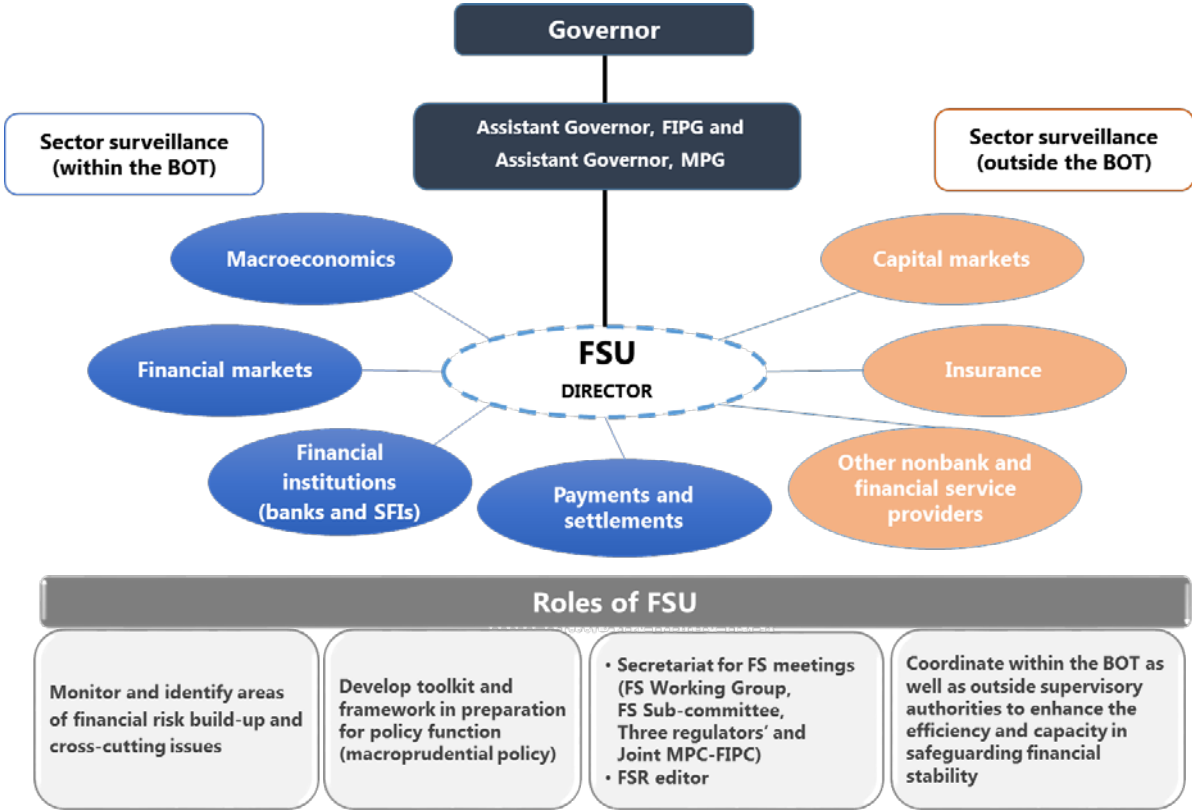 Governor
Assistant Governor, FIPG and
Assistant Governor, MPG
Sector surveillance
(within the BOT)
Sector surveillance
(outside the BOT)
Macroeconomics
Capital markets
FSU
DIRECTOR
Financial markets
Insurance
Financial
institutions
(banks and SFIs)
Payments and
settlements
Other nonbank and
financial service
providers
Roles of FSU
Monitor and identify areas
of financial risk build-up and
cross-cutting issues
Develop toolkit and
framework in preparation
for policy function
(macroprudential policy)
• Secretariat for FS meetings
(FS Working Group,
FS Sub-committee,
Three regulators’ and
Joint MPC-FIPC)
• FSR editor
Coordinate within the BOT as
well as outside supervisory
authorities to enhance the
efficiency and capacity in
safeguarding financial
stability